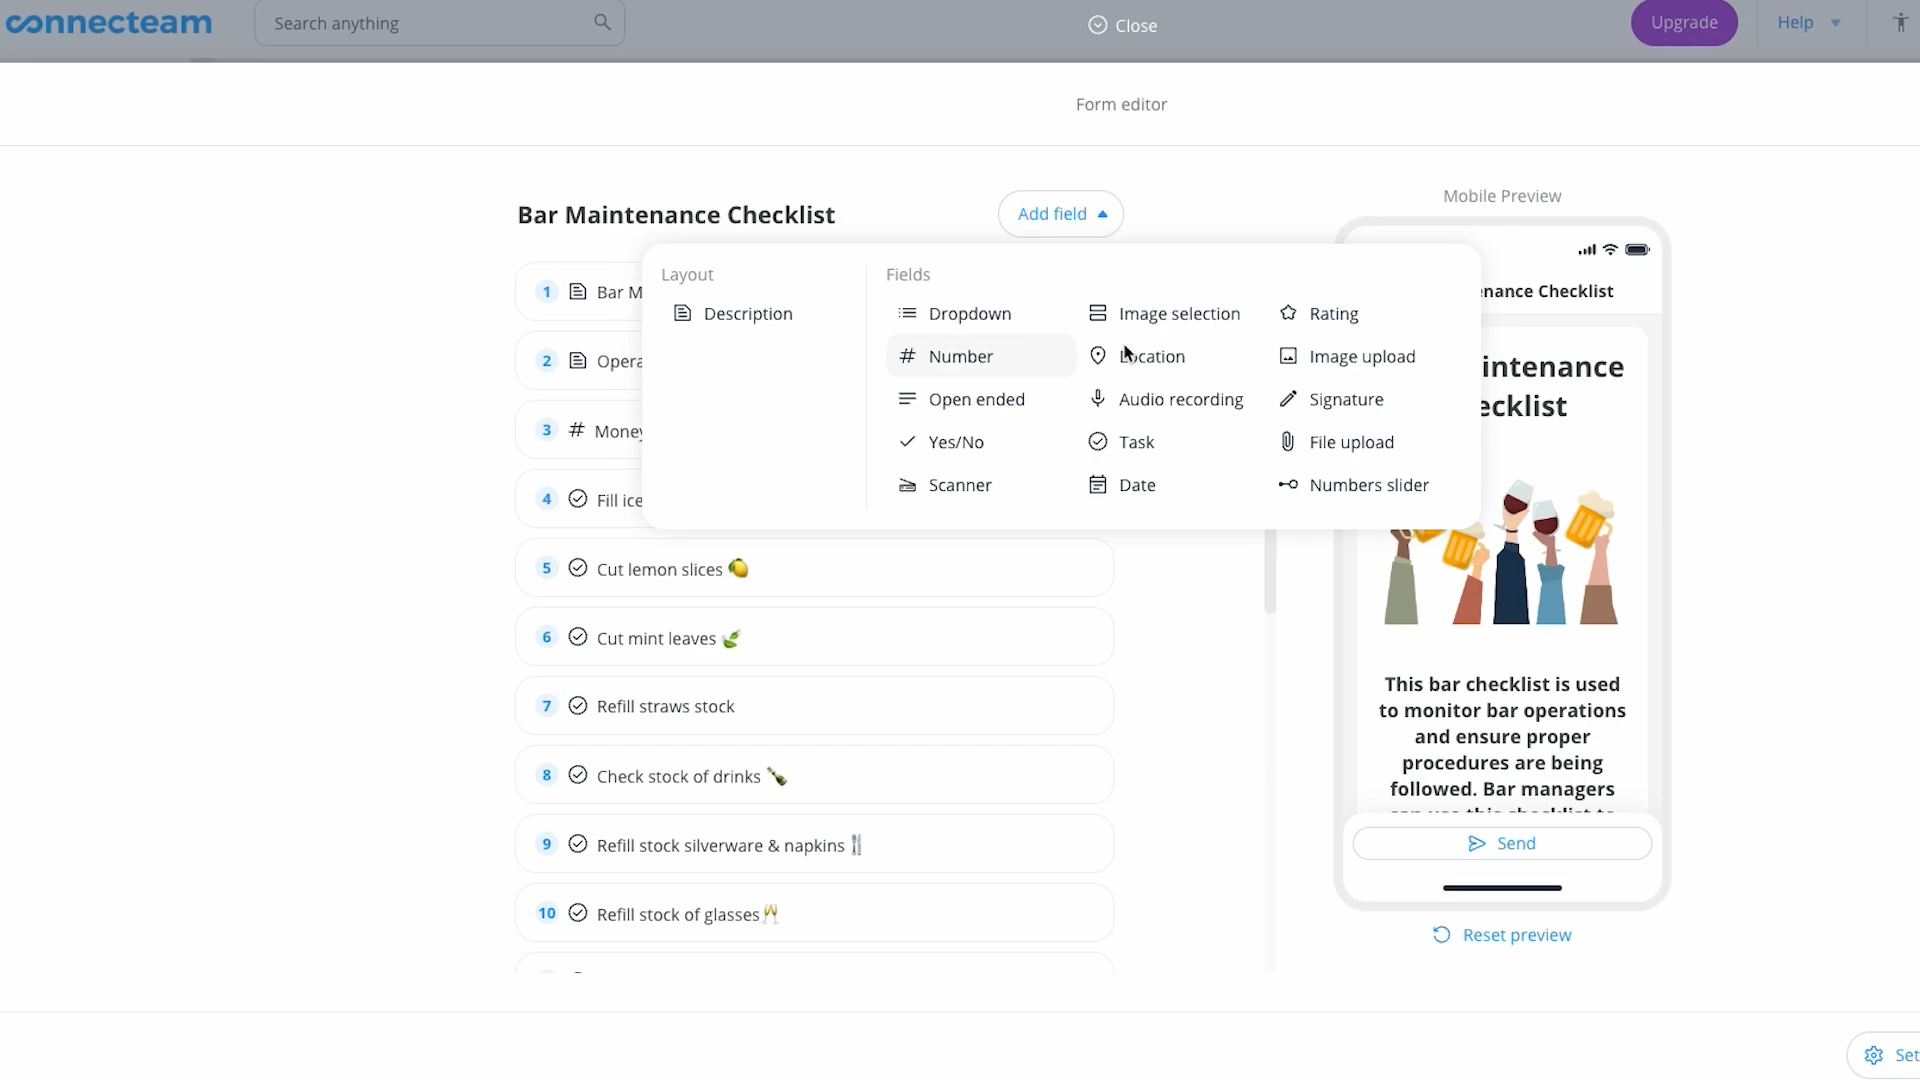 connecteam
Search anything
Close
Upgrade
Help
Form editor
Bar Maintenance Checklist
Add field
Mobile Preview
Layout
Description
Fields
Dropdown
Image selection
Rating
# Number
Location
Image upload
Open ended
Audio recording
Signature
Yes/No
Task
File upload
Scanner
Date
Numbers slider
1 Bar M
2 Opera
3 # Money
4 Fill ice
5 Cut lemon slices 🍋
6 Cut mint leaves 🍃
7 Refill straws stock
8 Check stock of drinks 🍾
9 Refill stock silverware & napkins 🍴
10 Refill stock of glasses🥂
nance Checklist
intenance
ecklist
This bar checklist is used
to monitor bar operations
and ensure proper
procedures are being
followed. Bar managers
can use this checklist to
Send
Reset preview
Set